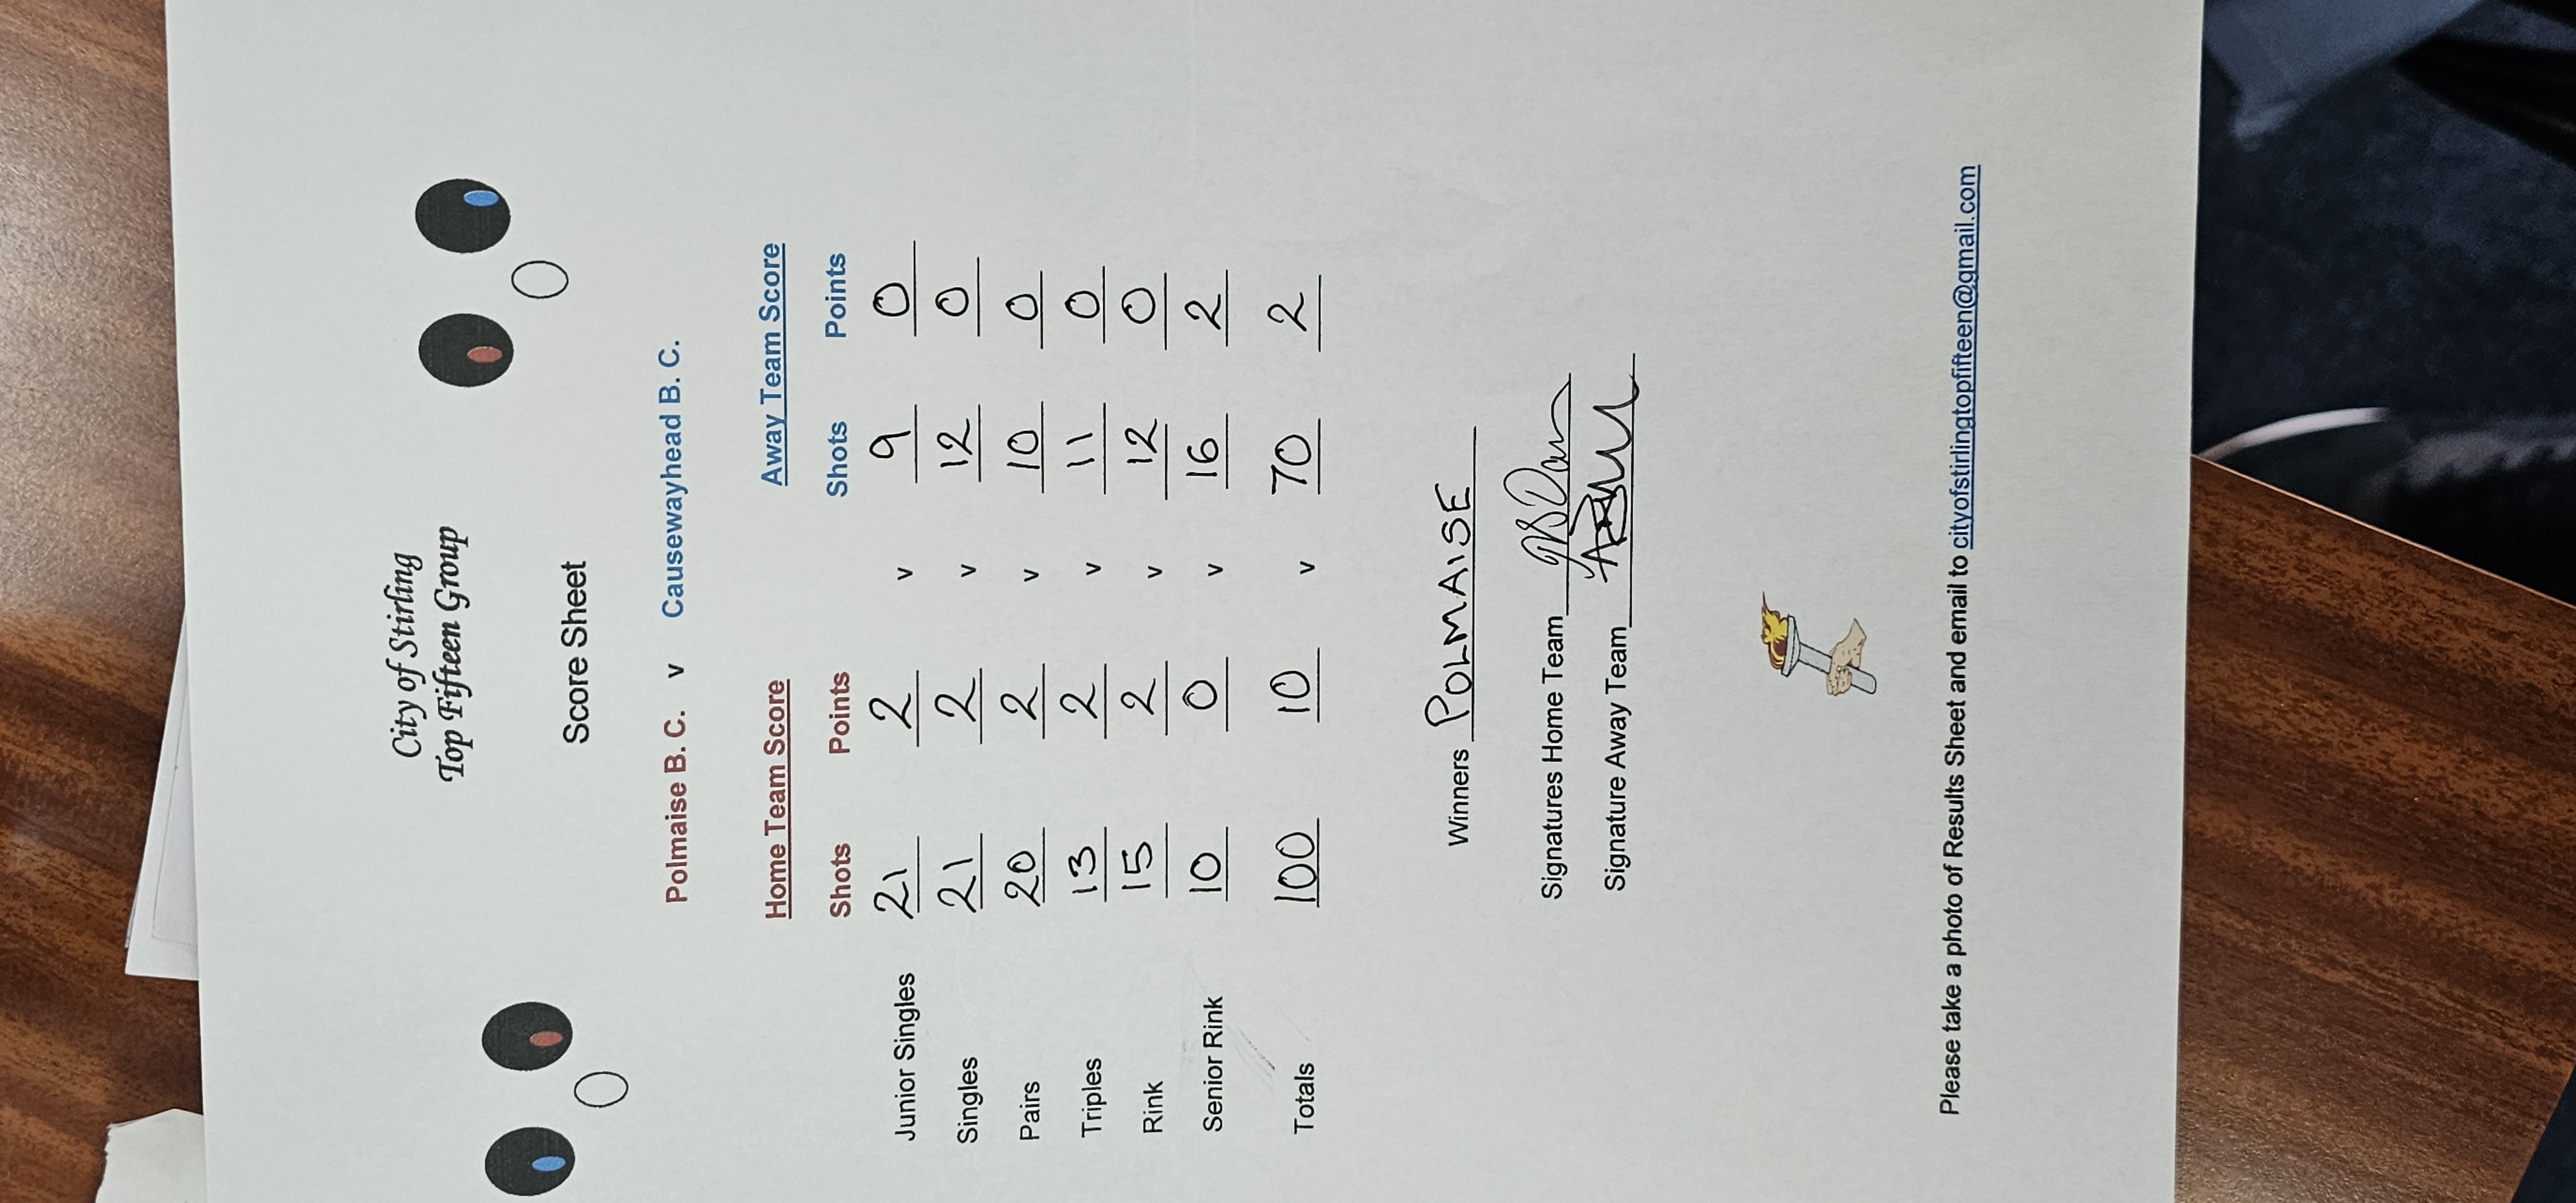 City of Stirling
Top Fifteen Group
Score Sheet
Polmaise B. C. v Causewayhead B. C.
Home Team Score Away Team Score
Shots Points Shots Points
Junior Singles 21 2 v 9 0
Singles 21 2 v 12 0
Pairs 20 2 v 10 0
Triples 13 2 v 11 0
Rink 15 2 v 12 0
Senior Rink 10 0 v 16 2
Totals 100 10 v 70 2
Winners POLMAISE
Signatures Home Team
Signature Away Team
Please take a photo of Results Sheet and email to cityofstirlingtopfifteen@gmail.com